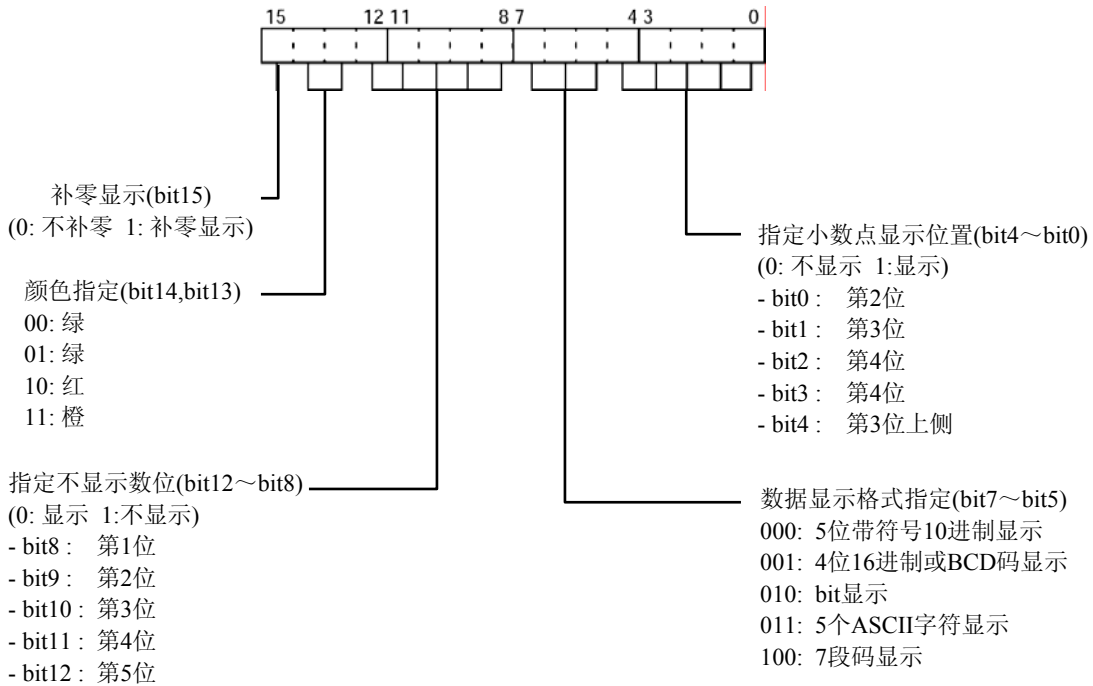 15 12 11 8 7 4 3 0
补零显示(bit15)
(0: 不补零 1: 补零显示)
颜色指定(bit14,bit13)
00: 绿
01: 绿
10: 红
11: 橙
指定不显示数位(bit12～bit8)
(0: 显示 1:不显示)
- bit8 : 第1位
- bit9 : 第2位
- bit10 : 第3位
- bit11 : 第4位
- bit12 : 第5位
指定小数点显示位置(bit4～bit0)
(0: 不显示 1:显示)
- bit0 : 第2位
- bit1 : 第3位
- bit2 : 第4位
- bit3 : 第4位
- bit4 : 第3位上侧
数据显示格式指定(bit7～bit5)
000: 5位带符号10进制显示
001: 4位16进制或BCD码显示
010: bit显示
011: 5个ASCII字符显示
100: 7段码显示